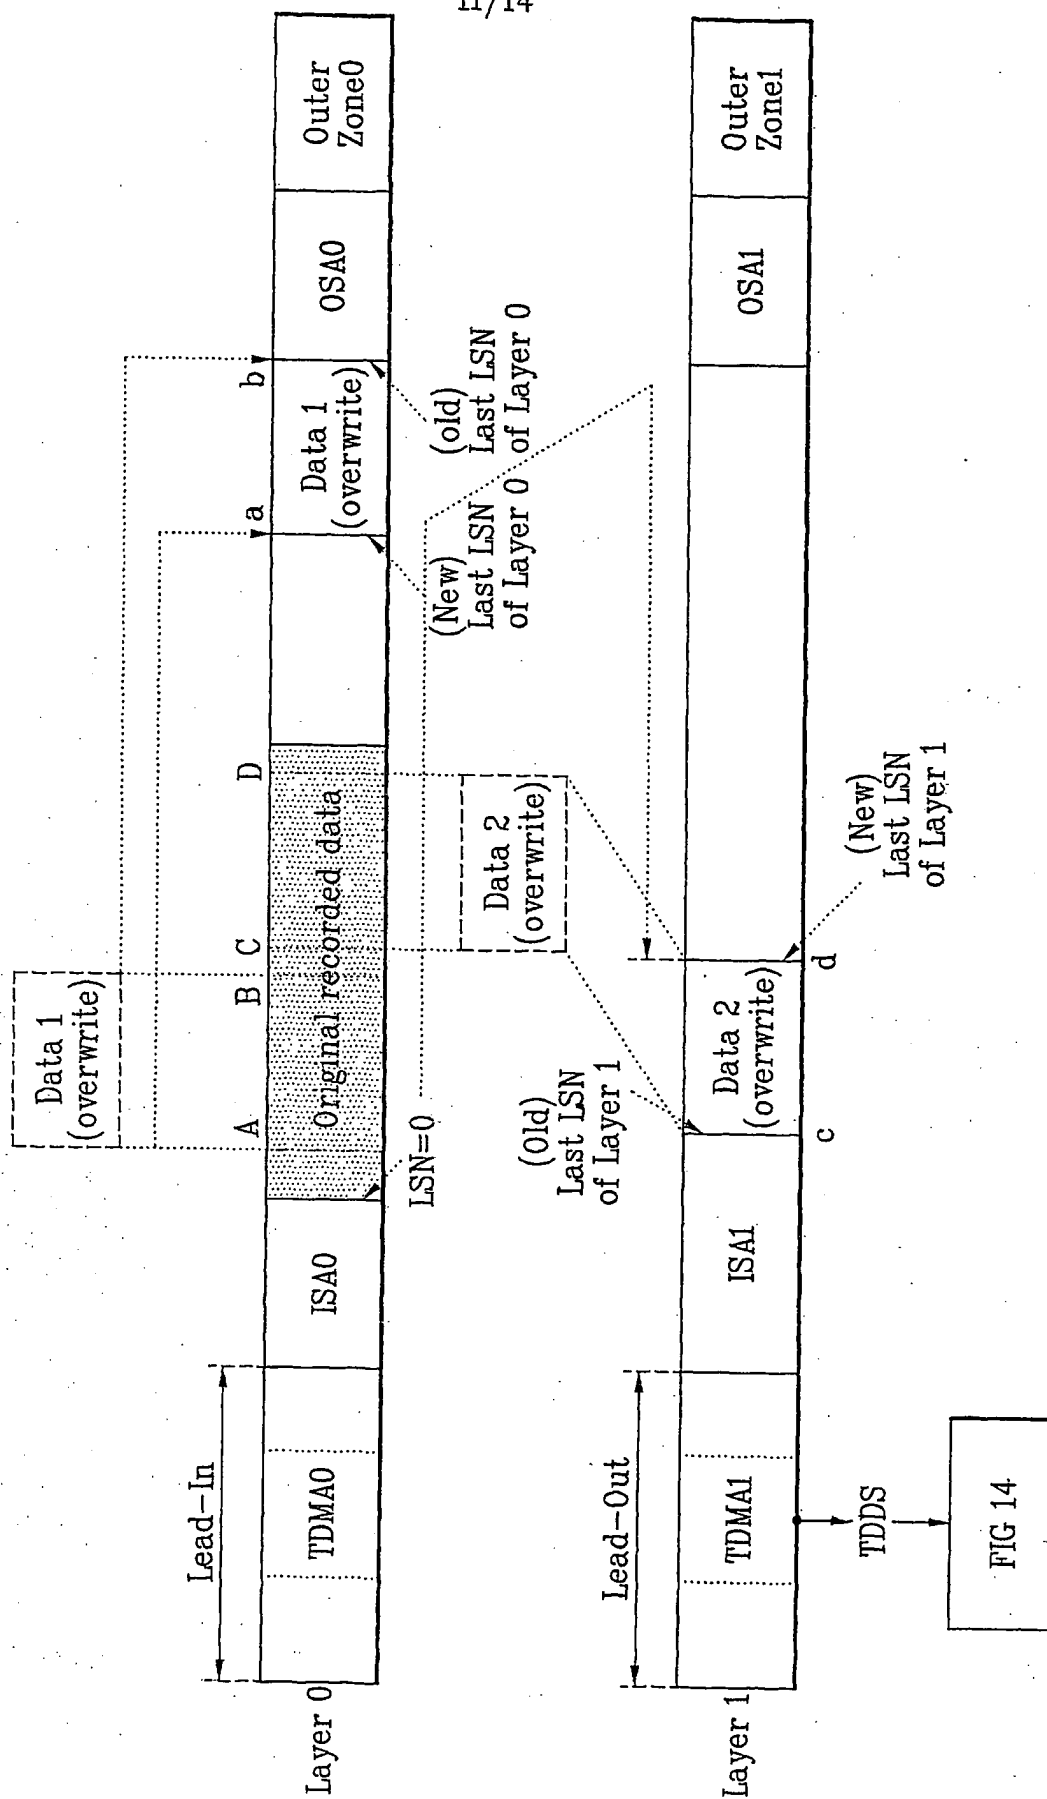 11/14
Data 1
(overwrite)
A
B
C
D
a
b
Lead-In
Layer 0
TDMA0
ISA0
Original recorded data
Data 1
(overwrite)
OSA0
Outer
Zone0
LSN=0
Data 2
(overwrite)
(New)
Last LSN
of Layer 0
(old)
Last LSN
of Layer 0
(Old)
Last LSN
of Layer 1
Lead-Out
Layer 1
TDMA1
ISA1
Data 2
(overwrite)
OSA1
Outer
Zone1
c
d
(New)
Last LSN
of Layer 1
TDDS
FIG 14